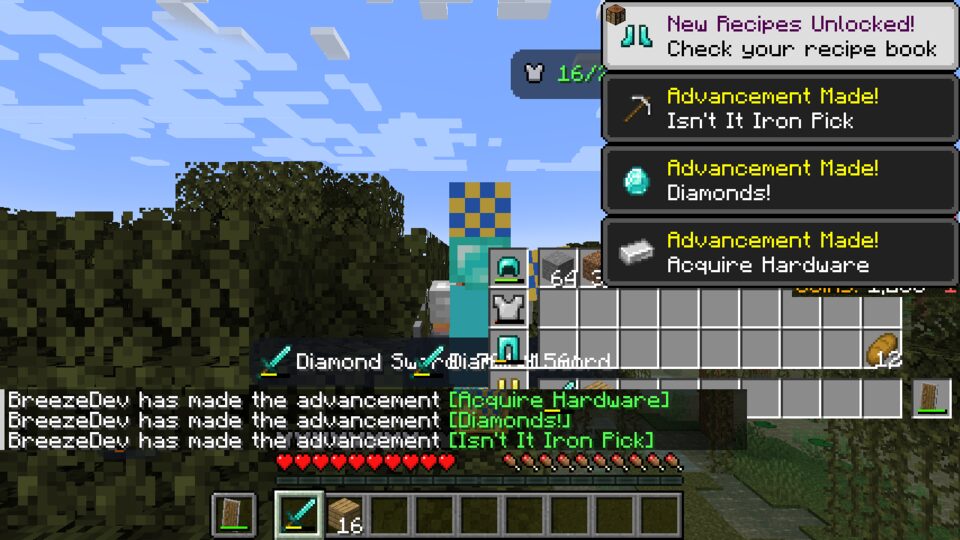 New Recipes Unlocked!
Check your recipe book
16/
Advancement Made!
Isn't It Iron Pick
Advancement Made!
Diamonds!
Advancement Made!
Acquire Hardware
64
12
Diamond
BreezeDev has made the advancement [Acquire Hardware]
BreezeDev has made the advancement [Diamonds!]
BreezeDev has made the advancement [Isn't It Iron Pick]
16